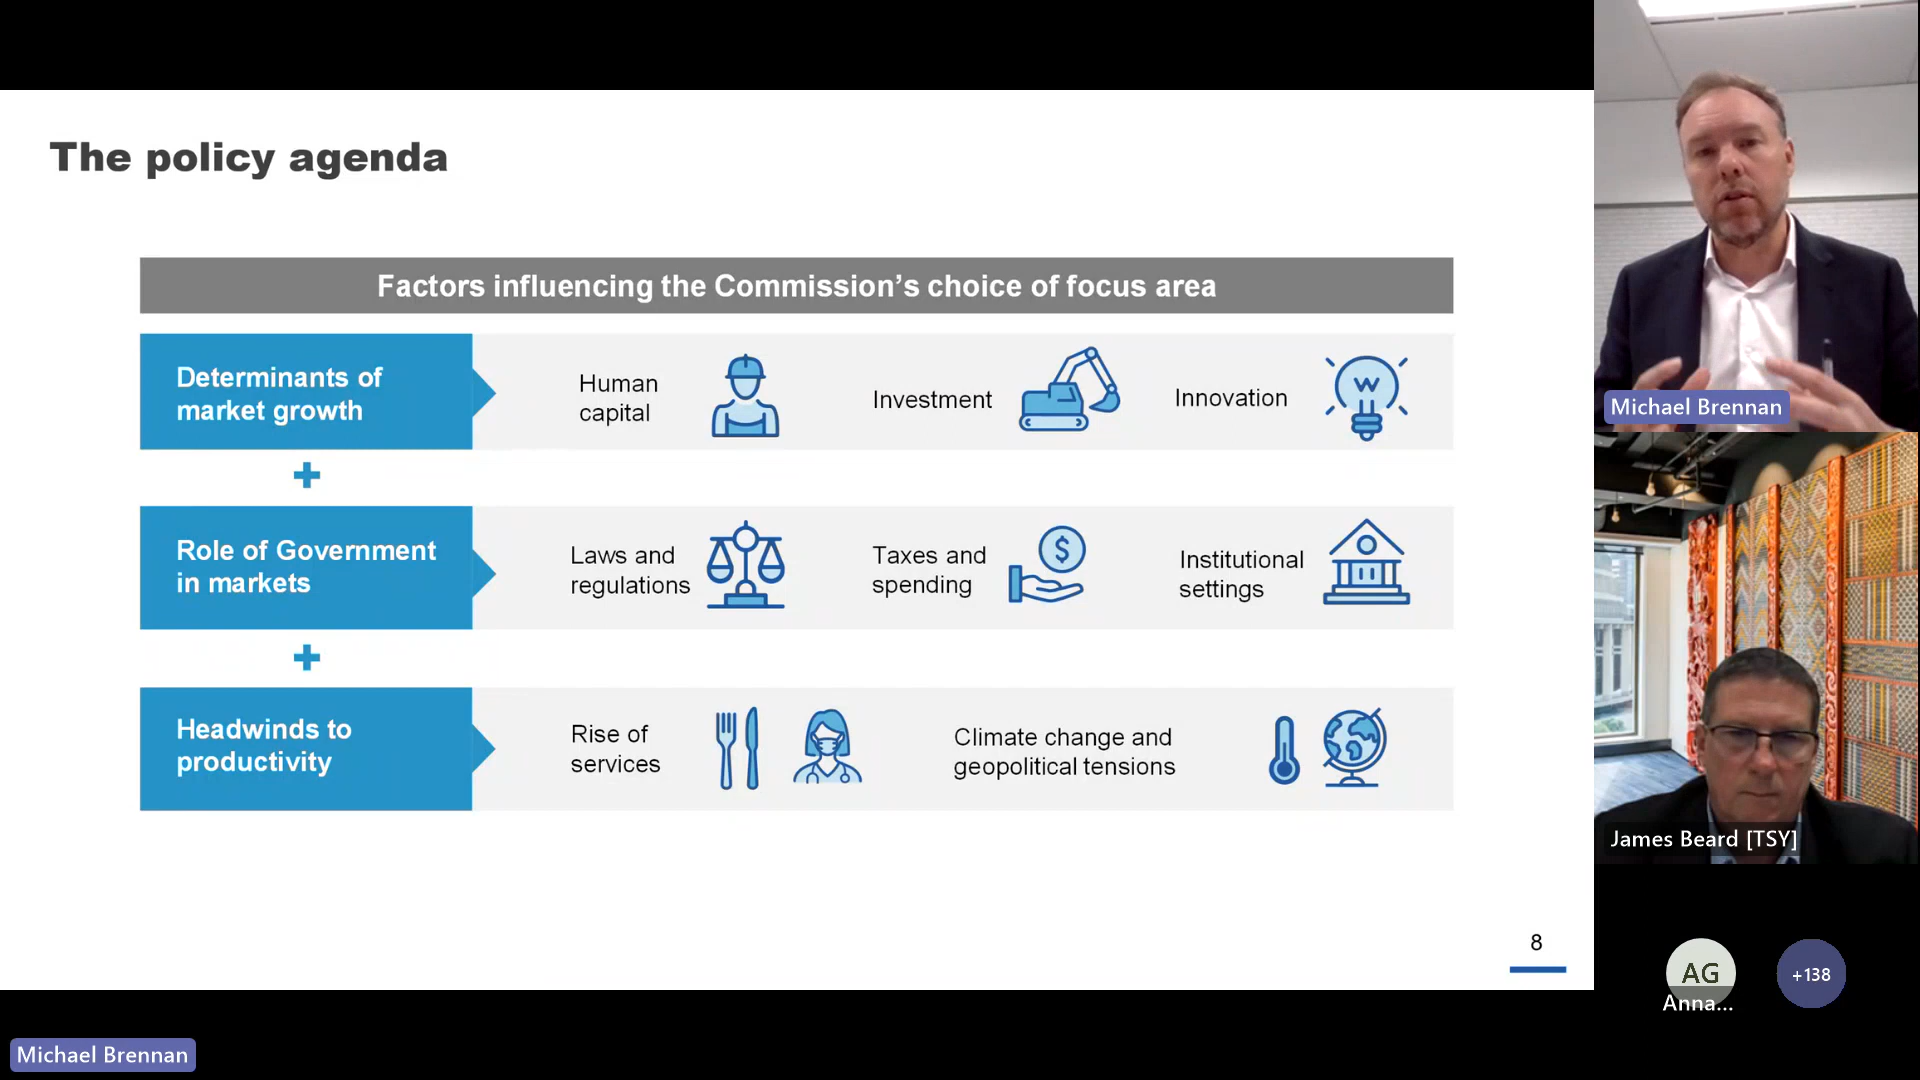 The policy agenda
Factors influencing the Commission’s choice of focus area
Determinants of
market growth
Human
capital
Investment
Innovation
Role of Government
in markets
Laws and
regulations
Taxes and
spending
$
Institutional
settings
Headwinds to
productivity
Rise of
services
Climate change and
geopolitical tensions
8
Michael Brennan
James Beard [TSY]
AG
Anna...
+138
Michael Brennan